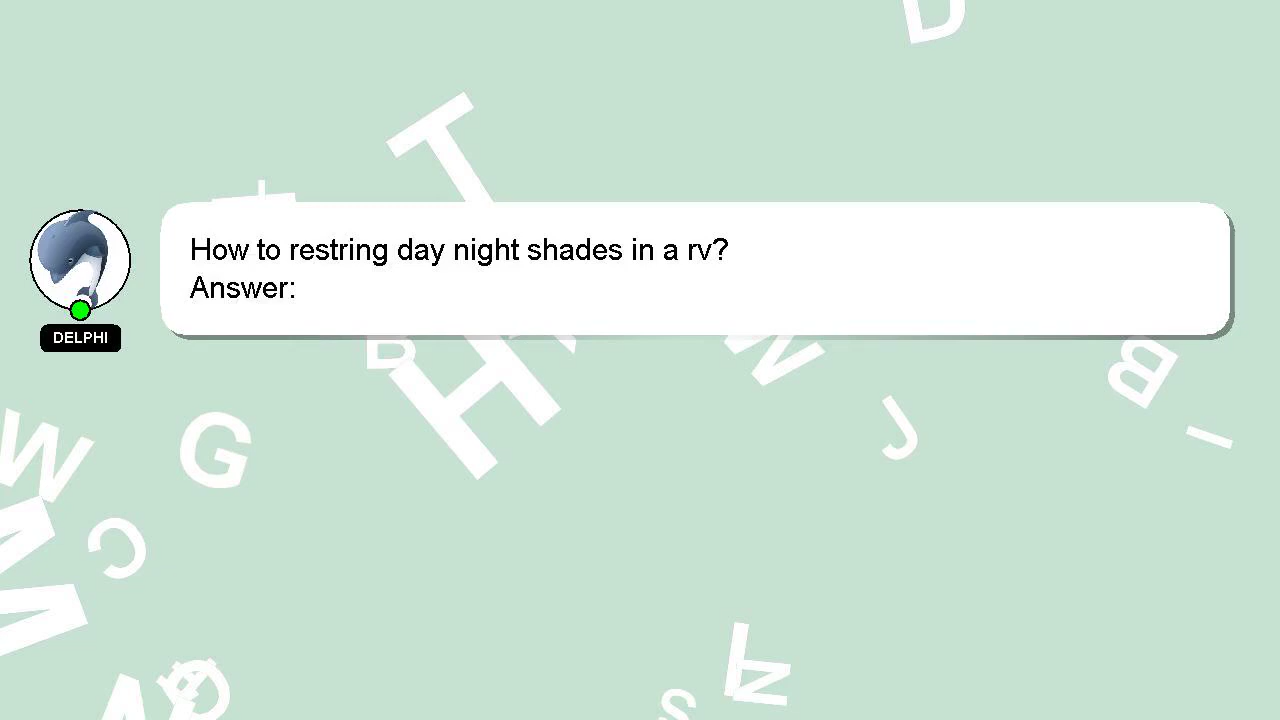 How to restring day night shades in a rv?
Answer:
DELPHI
D
T
B
H
W
B
J
I
W
G
C
S